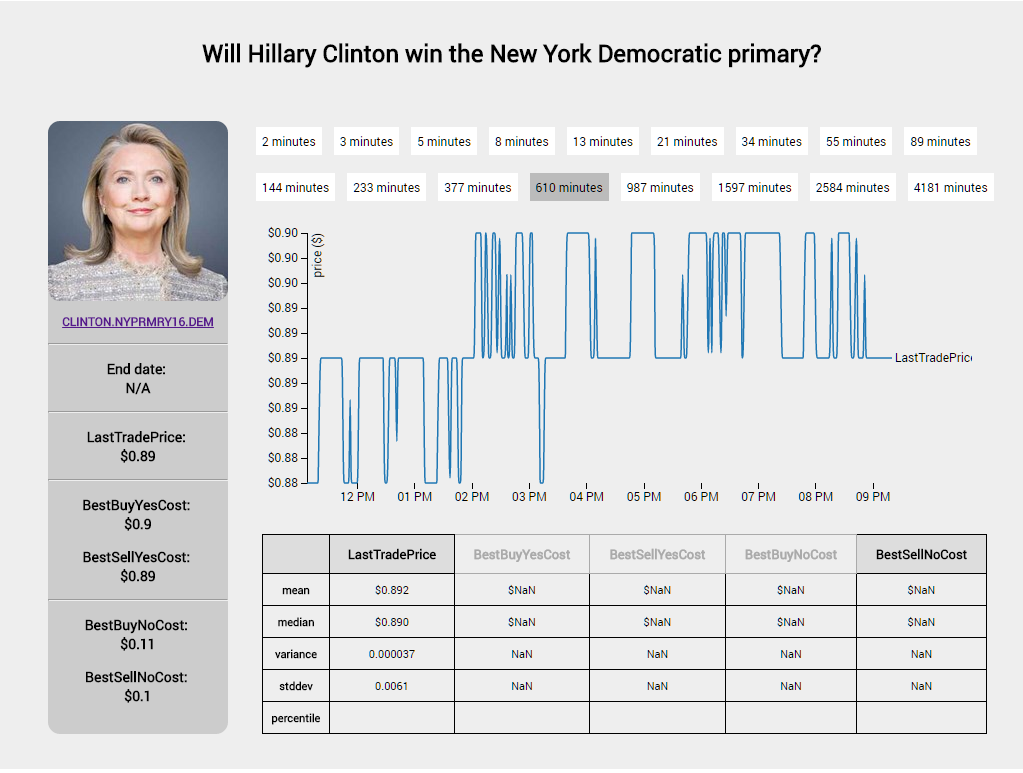 Will Hillary Clinton win the New York Democratic primary?
2 minutes 3 minutes 5 minutes 8 minutes 13 minutes 21 minutes 34 minutes 55 minutes 89 minutes
144 minutes 233 minutes 377 minutes 610 minutes 987 minutes 1597 minutes 2584 minutes 4181 minutes
CLINTON.NYPRMRY16.DEM
End date:
N/A
LastTradePrice:
$0.89
BestBuyYesCost:
$0.9
BestSellYesCost:
$0.89
BestBuyNoCost:
$0.11
BestSellNoCost:
$0.1
price ($)
$0.90
$0.90
$0.90
$0.89
$0.89
$0.89
$0.89
$0.89
$0.88
$0.88
$0.88
LastTradePric
12 PM 01 PM 02 PM 03 PM 04 PM 05 PM 06 PM 07 PM 08 PM 09 PM
LastTradePrice BestBuyYesCost BestSellYesCost BestBuyNoCost BestSellNoCost
mean $0.892 $NaN $NaN $NaN $NaN
median $0.890 $NaN $NaN $NaN $NaN
variance 0.000037 NaN NaN NaN NaN
stddev 0.0061 NaN NaN NaN NaN
percentile